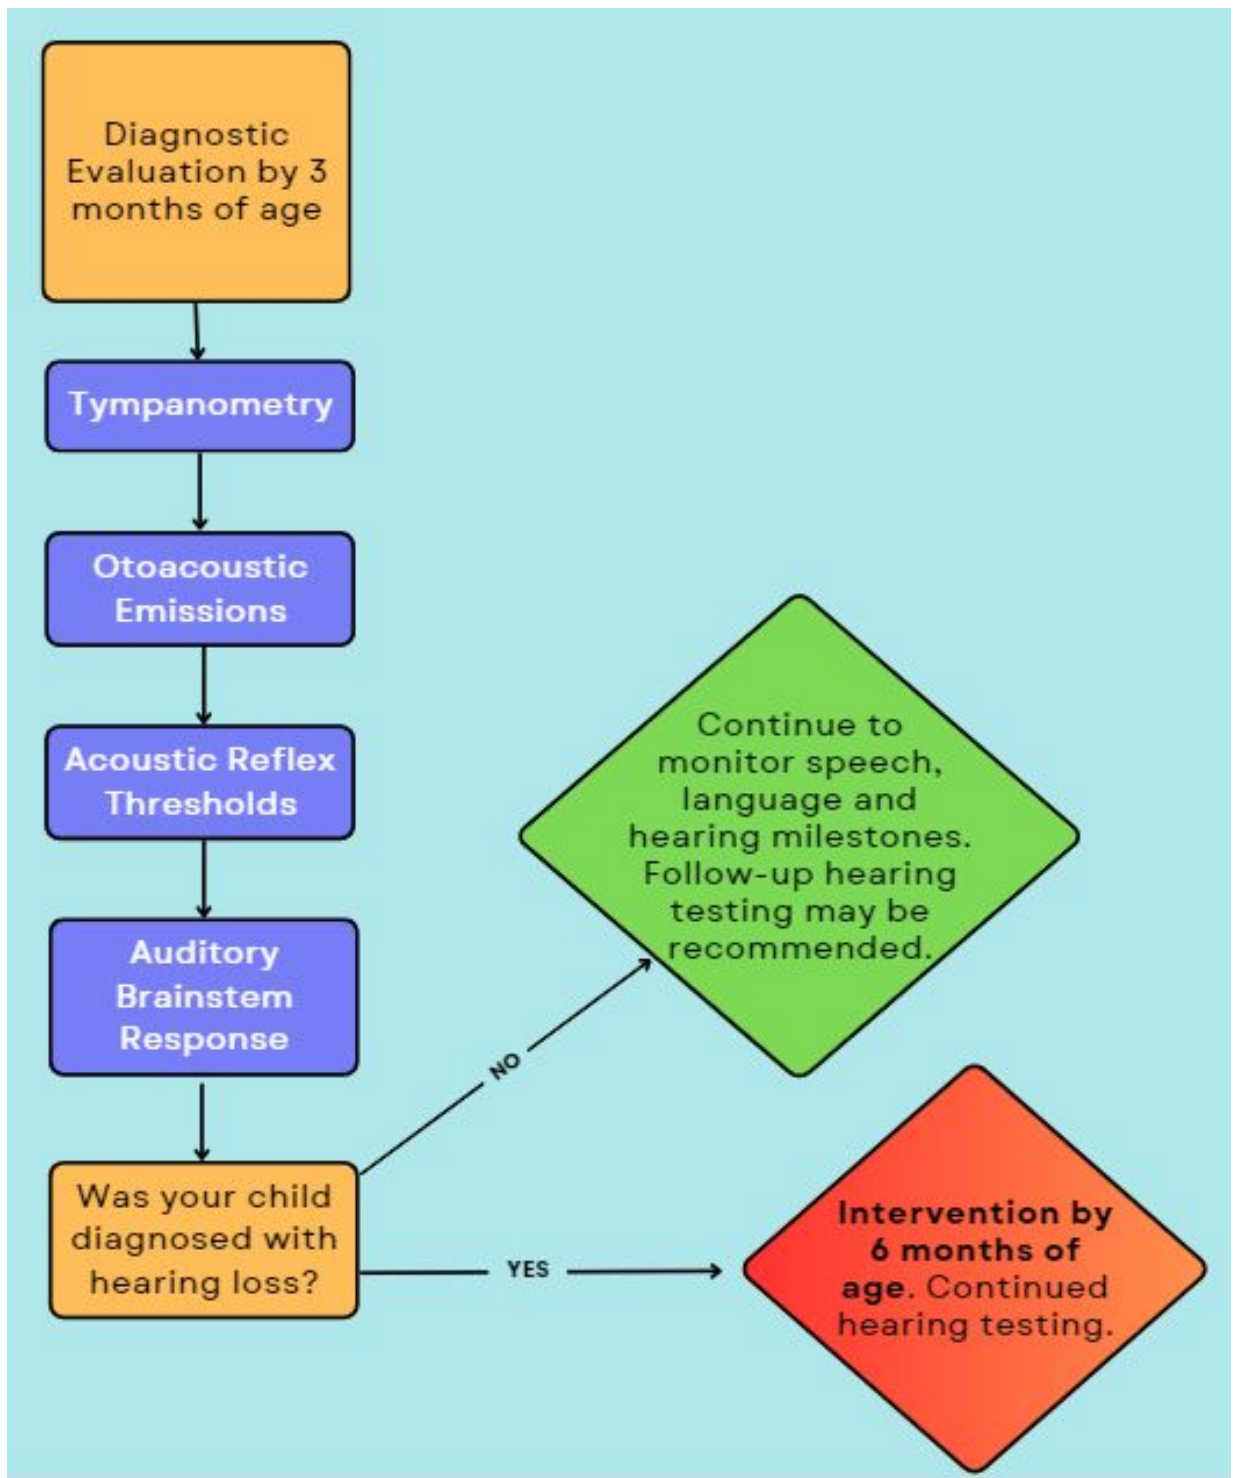 Diagnostic
Evaluation by 3
months of age
Tympanometry
Otoacoustic
Emissions
Acoustic Reflex
Thresholds
Auditory
Brainstem
Response
Was your child
diagnosed with
hearing loss?
NO
Continue to
monitor speech,
language and
hearing milestones.
Follow-up hearing
testing may be
recommended.
YES
Intervention by
6 months of
age. Continued
hearing testing.